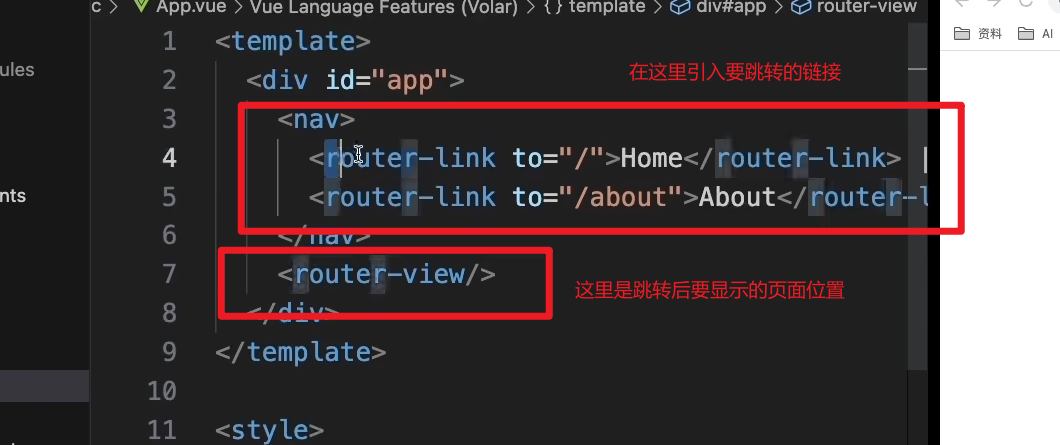 c > App.vue > Vue Language Features (Volar) > {} template > div#app > router-view
资料 AI
ules
nts
在这里引入要跳转的链接
1 <template>
2 <div id="app">
3 <nav>
4 <router-link to="/">Home</router-link> |
5 <router-link to="/about">About</router-l
6 </nav>
7 <router-view/>
这里是跳转后要显示的页面位置
8 </div>
9 </template>
10
11 <style>